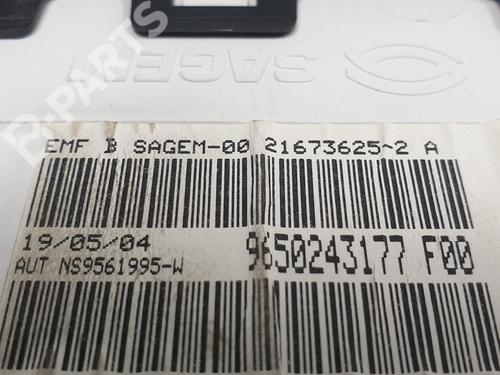 B-PARTS
SAGEM
EMF B SAGEM-00 21673625-2 A
19/05/04
9650243177 F00
AUT NS9561995-W